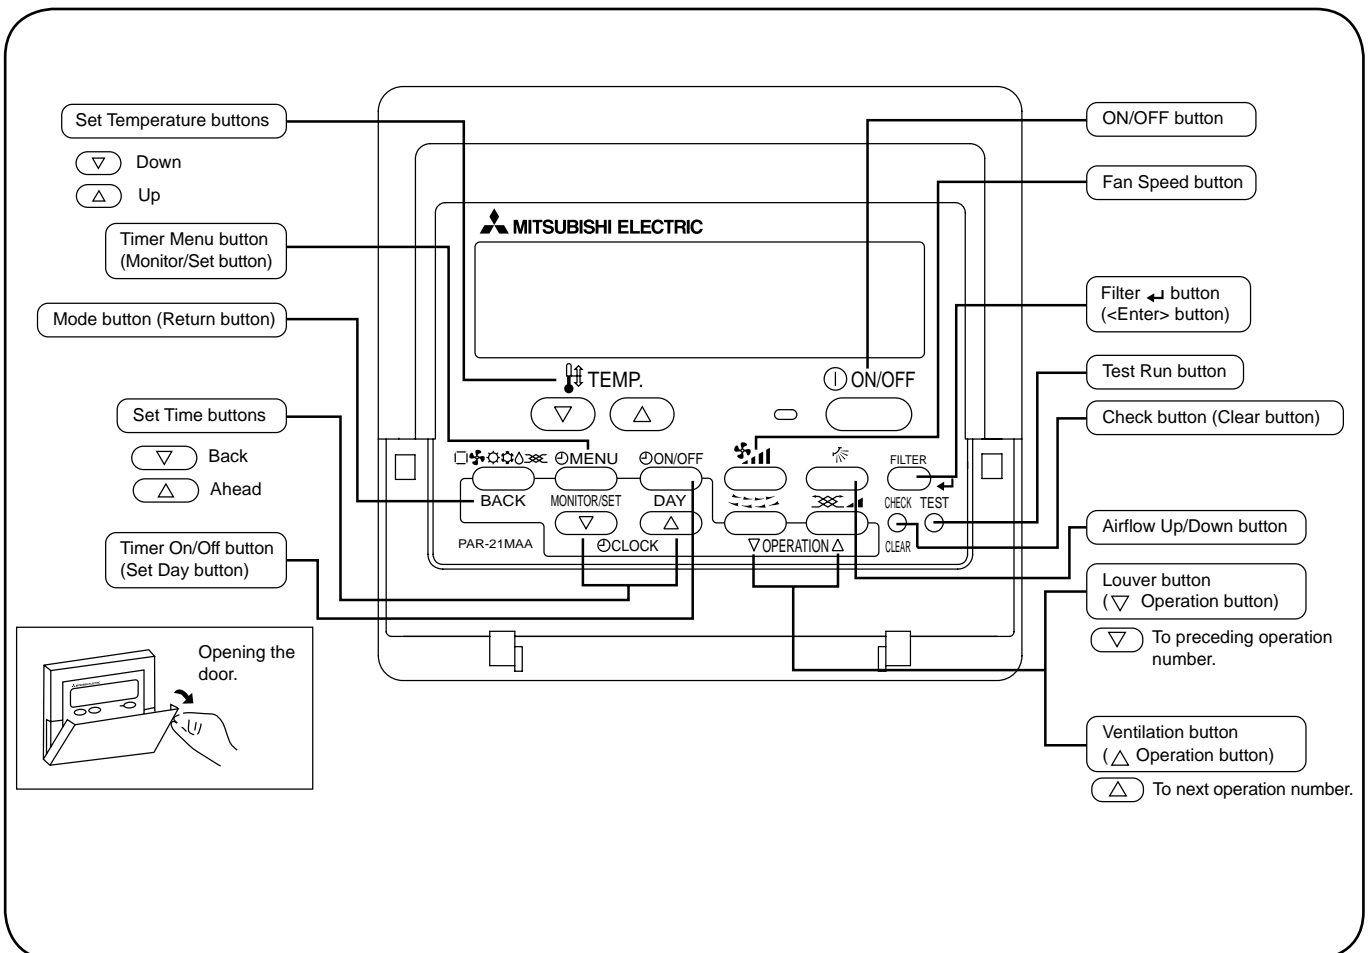 Set Temperature buttons
▽ Down
△ Up
Timer Menu button
(Monitor/Set button)
Mode button (Return button)
Set Time buttons
▽ Back
△ Ahead
Timer On/Off button
(Set Day button)
Opening the
door.
MITSUBISHI ELECTRIC
TEMP.
ON/OFF
▽ △
MENU
ON/OFF
FILTER
BACK
MONITOR/SET
DAY
CHECK TEST
▽ △
PAR-21MAA
CLOCK
▽ OPERATION △
CLEAR
ON/OFF button
Fan Speed button
Filter ↵ button
(<Enter> button)
Test Run button
Check button (Clear button)
Airflow Up/Down button
Louver button
( ▽ Operation button)
▽ To preceding operation
number.
Ventilation button
( △ Operation button)
△ To next operation number.